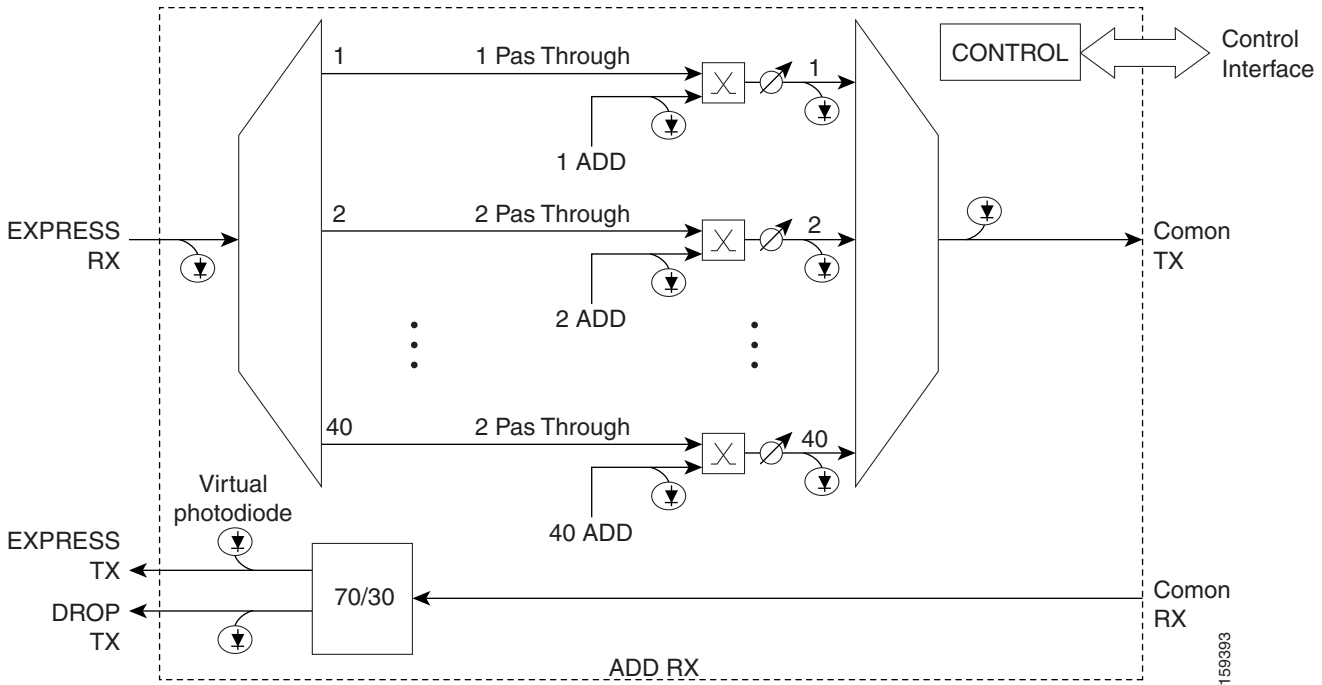 1
1 Pas Through
1
CONTROL
Control
Interface
1 ADD
EXPRESS
RX
2
2 Pas Through
2
Comon
TX
2 ADD
40
2 Pas Through
40
Virtual
photodiode
40 ADD
EXPRESS
TX
DROP
TX
70/30
Comon
RX
ADD RX
159393